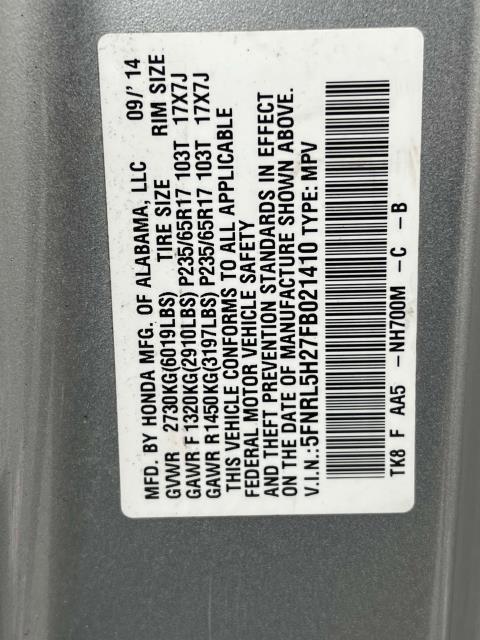 MFD. BY HONDA MFG. OF ALABAMA, LLC 09/'14
GVWR 2730KG(6019LBS) TIRE SIZE RIM SIZE
GAWR F 1320KG(2910LBS) P235/65R17 103T 17X7J
GAWR R1450KG(3197LBS) P235/65R17 103T 17X7J
THIS VEHICLE CONFORMS TO ALL APPLICABLE
FEDERAL MOTOR VEHICLE SAFETY
AND THEFT PREVENTION STANDARDS IN EFFECT
ON THE DATE OF MANUFACTURE SHOWN ABOVE.
V.I.N.:5FNRL5H27FB021410 TYPE: MPV
TK8 F AA5 -NH700M -C -B